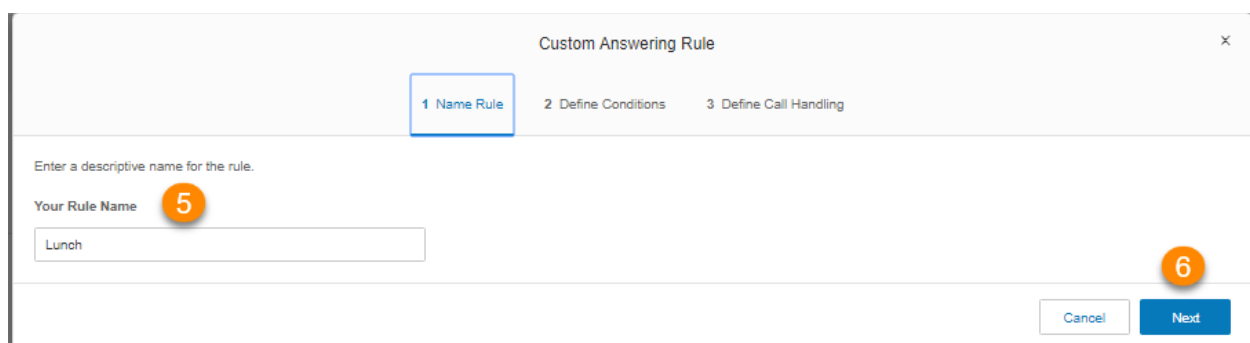 Custom Answering Rule ×
1 Name Rule 2 Define Conditions 3 Define Call Handling
Enter a descriptive name for the rule.
Your Rule Name 5
Lunch
6
Cancel Next